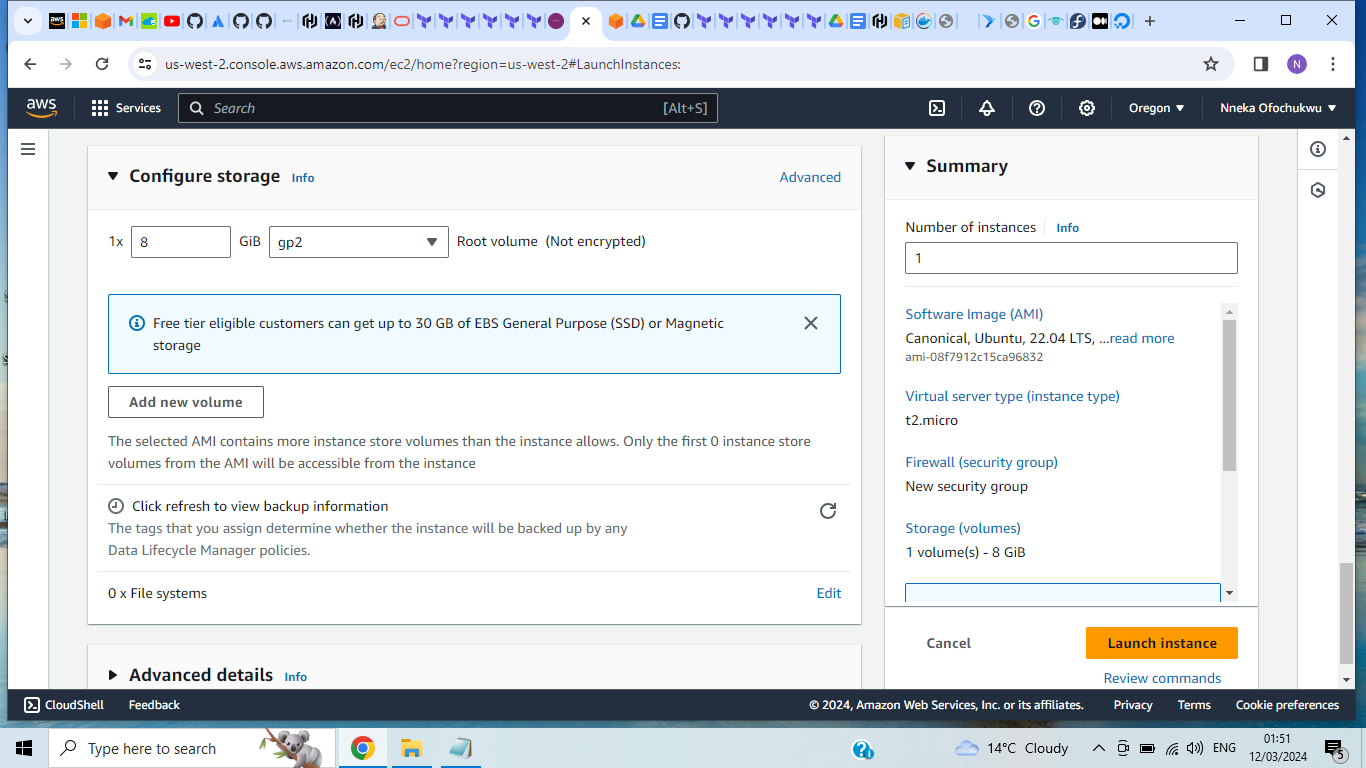 us-west-2.console.aws.amazon.com/ec2/home?region=us-west-2#LaunchInstances:
N
aws
Services
Search
[Alt+S]
Oregon
Nneka Ofochukwu
Configure storage
Info
Advanced
1x
8
GiB
gp2
Root volume (Not encrypted)
Free tier eligible customers can get up to 30 GB of EBS General Purpose (SSD) or Magnetic
storage
Add new volume
The selected AMI contains more instance store volumes than the instance allows. Only the first 0 instance store
volumes from the AMI will be accessible from the instance
Click refresh to view backup information
The tags that you assign determine whether the instance will be backed up by any
Data Lifecycle Manager policies.
0 x File systems
Edit
Advanced details
Info
Summary
Number of instances
Info
1
Software Image (AMI)
Canonical, Ubuntu, 22.04 LTS, ...read more
ami-08f7912c15ca96832
Virtual server type (instance type)
t2.micro
Firewall (security group)
New security group
Storage (volumes)
1 volume(s) - 8 GiB
Cancel
Launch instance
Review commands
CloudShell
Feedback
© 2024, Amazon Web Services, Inc. or its affiliates.
Privacy
Terms
Cookie preferences
Type here to search
14°C Cloudy
ENG
01:51
12/03/2024
5